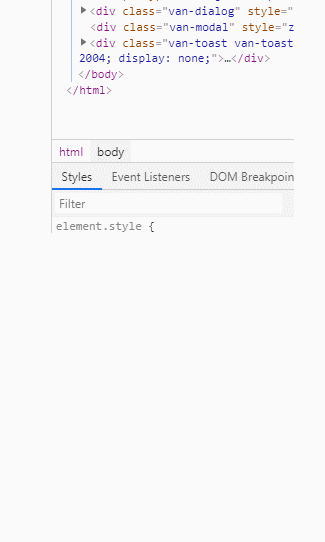 <div class="van-dialog" style="
<div class="van-modal" style="z
<div class="van-toast van-toast
2004; display: none;">…</div>
</body>
</html>
html body
Styles Event Listeners DOM Breakpoin
Filter
element.style {